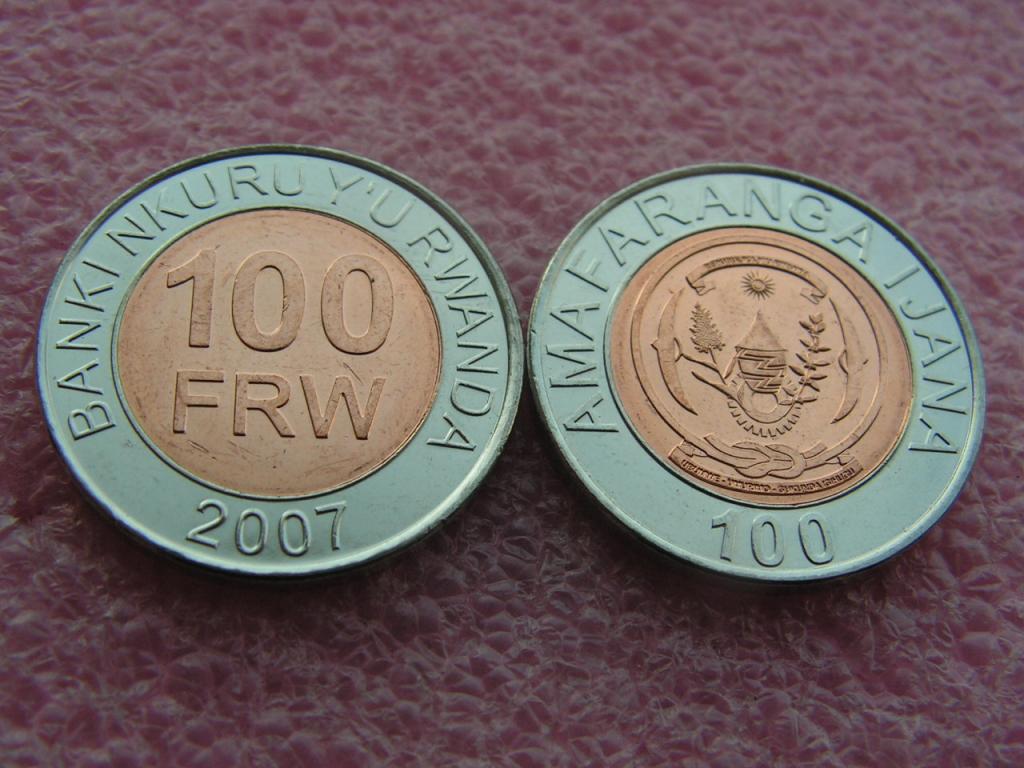 BANKI NKURU Y'U RWANDA
100
FRW
2007
AMAFARANGA IJANA
100